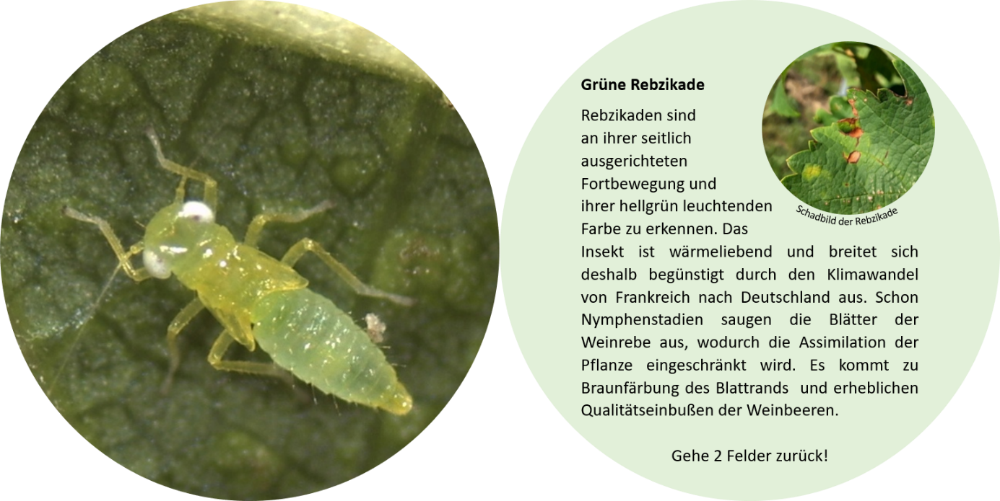 Grüne Rebzikade
Rebzikaden sind
an ihrer seitlich
ausgerichteten
Fortbewegung und
ihrer hellgrün leuchtenden
Farbe zu erkennen. Das
Insekt ist wärmeliebend und breitet sich
deshalb begünstigt durch den Klimawandel
von Frankreich nach Deutschland aus. Schon
Nymphenstadien saugen die Blätter der
Weinrebe aus, wodurch die Assimilation der
Pflanze eingeschränkt wird. Es kommt zu
Braunfärbung des Blattrands und erheblichen
Qualitätseinbußen der Weinbeeren.
Gehe 2 Felder zurück!
Schadbild der Rebzikade